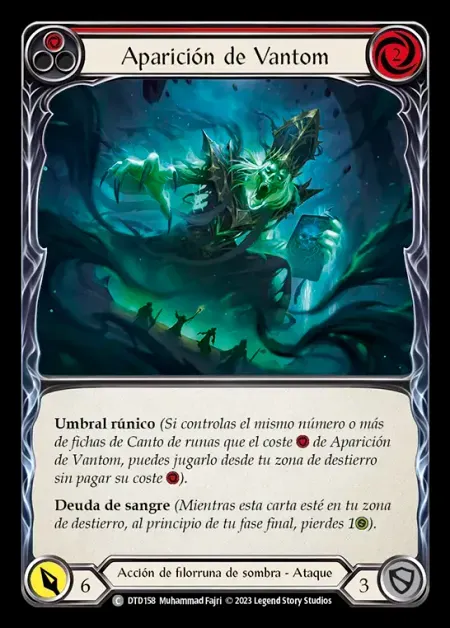 Aparición de Vantom
2
Umbral rúnico (Si controlas el mismo número o más
de fichas de Canto de runas que el coste de Aparición
de Vantom, puedes jugarlo desde tu zona de destierro
sin pagar su coste ).
Deuda de sangre (Mientras esta carta esté en tu zona
de destierro, al principio de tu fase final, pierdes 1).
6
Acción de filorruna de sombra - Ataque
3
C DTD158 Muhammad Fajri © 2023 Legend Story Studios